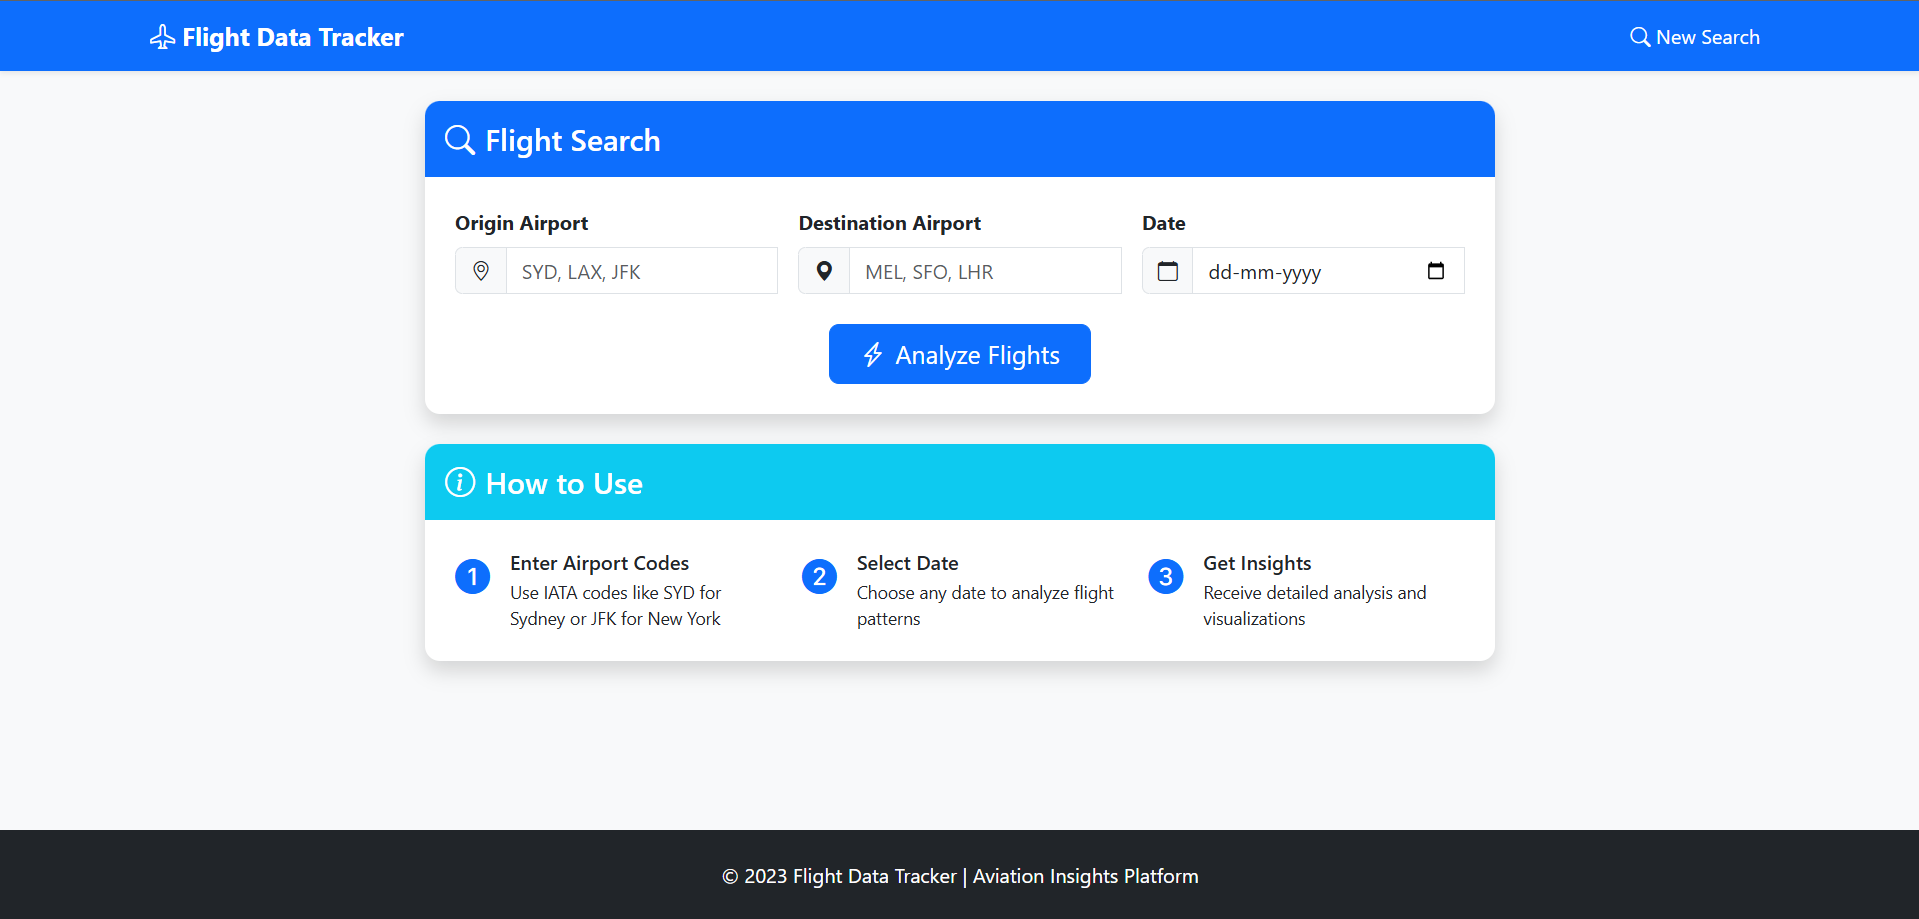 Flight Data Tracker
New Search
Flight Search
Origin Airport
SYD, LAX, JFK
Destination Airport
MEL, SFO, LHR
Date
dd-mm-yyyy
Analyze Flights
How to Use
1
Enter Airport Codes
Use IATA codes like SYD for
Sydney or JFK for New York
2
Select Date
Choose any date to analyze flight
patterns
3
Get Insights
Receive detailed analysis and
visualizations
© 2023 Flight Data Tracker | Aviation Insights Platform